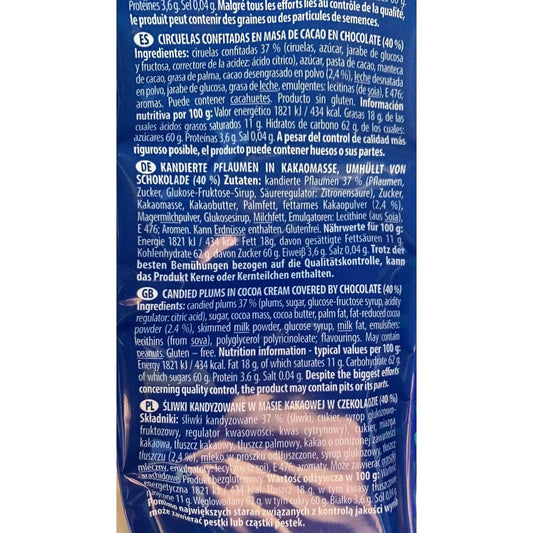 Protéines 3,6 g, Sel 0,04 g. Malgré tous les efforts liés au contrôle de la qualité,
le produit peut contenir des graines ou des particules de semences.
ES CIRCUELAS CONFITADAS EN MASA DE CACAO EN CHOCOLATE (40 %)
Ingredientes: ciruelas confitadas 37 % (ciruelas, azúcar, jarabe de glucosa
y fructosa, correctore de la acidez: ácido cítrico), azúcar, pasta de cacao, manteca
de cacao, grasa de palma, cacao desengrasado en polvo (2,4 %), leche desnatada
en polvo, jarabe de glucosa, grasa de leche, emulgentes: lecitinas (de soia), E 476;
aromas. Puede contener cacahuetes. Producto sin gluten. Información
nutritiva por 100 g: Valor energético 1821 kJ / 434 kcal. Grasas 18 g, de las
cuales ácidos grasos saturados 11 g. Hidratos de carbono 62 g, de los cuales:
azúcares 60 g. Proteínas 3,6 g, Sal 0,04 g. A pesar del control de calidad más
riguroso posible, el producto puede contener huesos o sus partes.
DE KANDIERTE PFLAUMEN IN KAKAOMASSE, UMHÜLLT VON
SCHOKOLADE (40 %) Zutaten: kandierte Pflaumen 37 % (Pflaumen,
Zucker, Glukose-Fruktose-Sirup, Säureregulator: Zitronensäure), Zucker,
Kakaomasse, Kakaobutter, Palmfett, fettarmes Kakaopulver (2,4 %),
Magermilchpulver, Glukosesirup, Milchfett, Emulgatoren: Lecithine (aus Soia),
E 476; Aromen. Kann Erdnüsse enthalten. Glutenfrei. Nährwerte für 100 g:
Energie 1821 kJ / 434 kcal. Fett 18g, davon gesättigte Fettsäuren 11 g.
Kohlenhydrate 62 g, davon Zucker 60 g. Eiweiß 3,6 g, Salz 0,04 g. Trotz der
besten Bemühungen bezogen auf die Qualitätskontrolle, kann
das Produkt Kerne oder Kernteilchen enthalten.
GB CANDIED PLUMS IN COCOA CREAM COVERED BY CHOCOLATE (40 %)
Ingredients: candied plums 37 % (plums, sugar, glucose-fructose syrup, acidity
regulator: citric acid), sugar, cocoa mass, cocoa butter, palm fat, fat-reduced cocoa
powder (2.4 %), skimmed milk powder, glucose syrup, milk fat, emulsifiers:
lecithins (from soya), polyglycerol polyricinoleate; flavourings. May contain
peanuts. Gluten – free. Nutrition information - typical values per 100 g:
Energy 1821 kJ / 434 kcal. Fat 18 g, of which saturates 11 g. Carbohydrate 62 g,
of which sugars 60 g. Protein 3.6 g, Salt 0.04 g. Despite the biggest efforts
concerning quality control, the product may contain pits or its parts.
PL ŚLIWKI KANDYZOWANE W MASIE KAKAOWEJ W CZEKOLADZIE (40 %)
Składniki: śliwki kandyzowane 37 % (śliwki, cukier, syrop glukozowo-
fruktozowy, regulator kwasowości: kwas cytrynowy), cukier, miazga
kakaowa, tłuszcz kakaowy, tłuszcz palmowy, kakao o obniżonej zawartości
tłuszczu (2,4 %), mleko w proszku odtłuszczone, syrop glukozowy, tłuszcz
mleczny, emulgatory: lecytyny (z soi), E 476; aromaty. Może zawierać orzeszki
arachidowe. Produkt bezglutenowy. Wartość odżywcza w 100 g:
1821 kJ / 434 kcal. Tłuszcz 18 g, w tym kwasy tłuszczowe
11 g. Węglowodany 62 g, w tym cukry 60 g. Białko 3,6 g, Sól 0,04 g.
Pomimo największych starań związanych z kontrolą jakości wyrób
może zawierać pestki lub cząstki pestek.